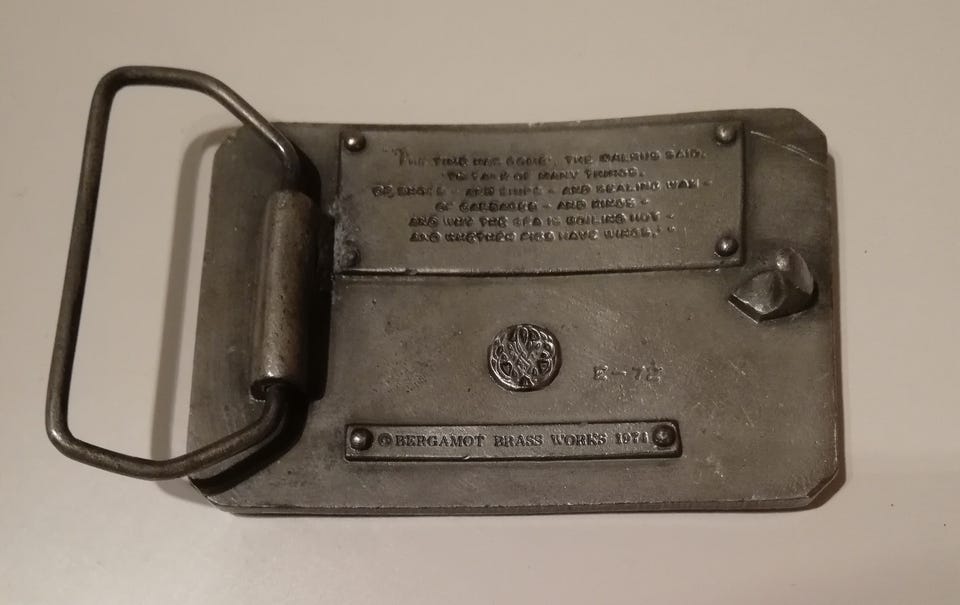 "THE TIME HAS COME', THE WALRUS SAID,
'TO TALK OF MANY THINGS.
OF SHOES - AND SHIPS - AND SEALING WAX -
OF CABBAGES - AND KINGS -
AND WHY THE SEA IS BOILING HOT -
AND WHETHER PIGS HAVE WINGS.' "
E-72
© BERGAMOT BRASS WORKS